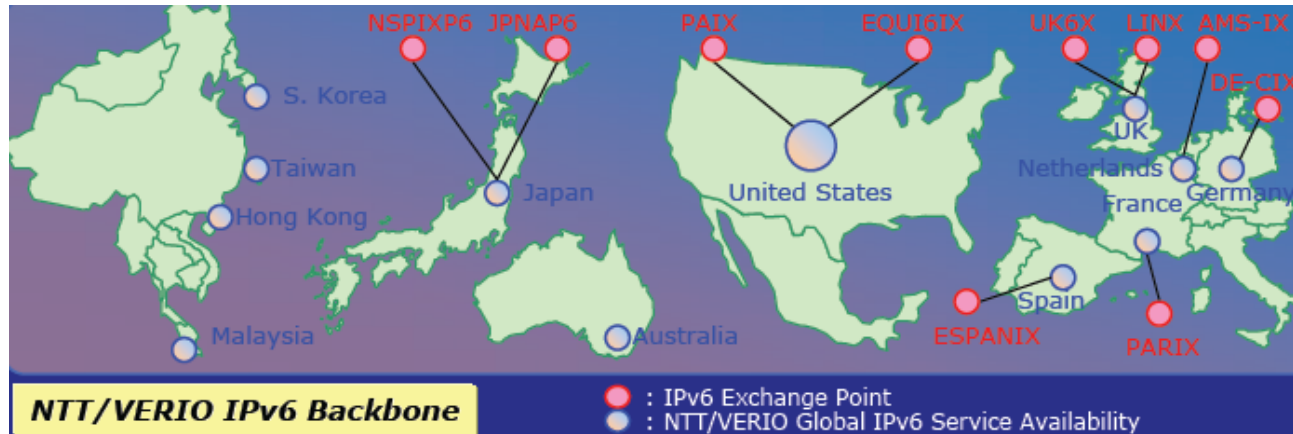 NSPIXP6 JPNAP6 PAIX EQUI6IX UK6X LINX AMS-IX
DE-CIX
S. Korea
UK
Taiwan
Netherlands
Japan
United States
Germany
France
Hong Kong
Spain
Malaysia
Australia
ESPANIX
PARIX
NTT/VERIO IPv6 Backbone
: IPv6 Exchange Point
: NTT/VERIO Global IPv6 Service Availability